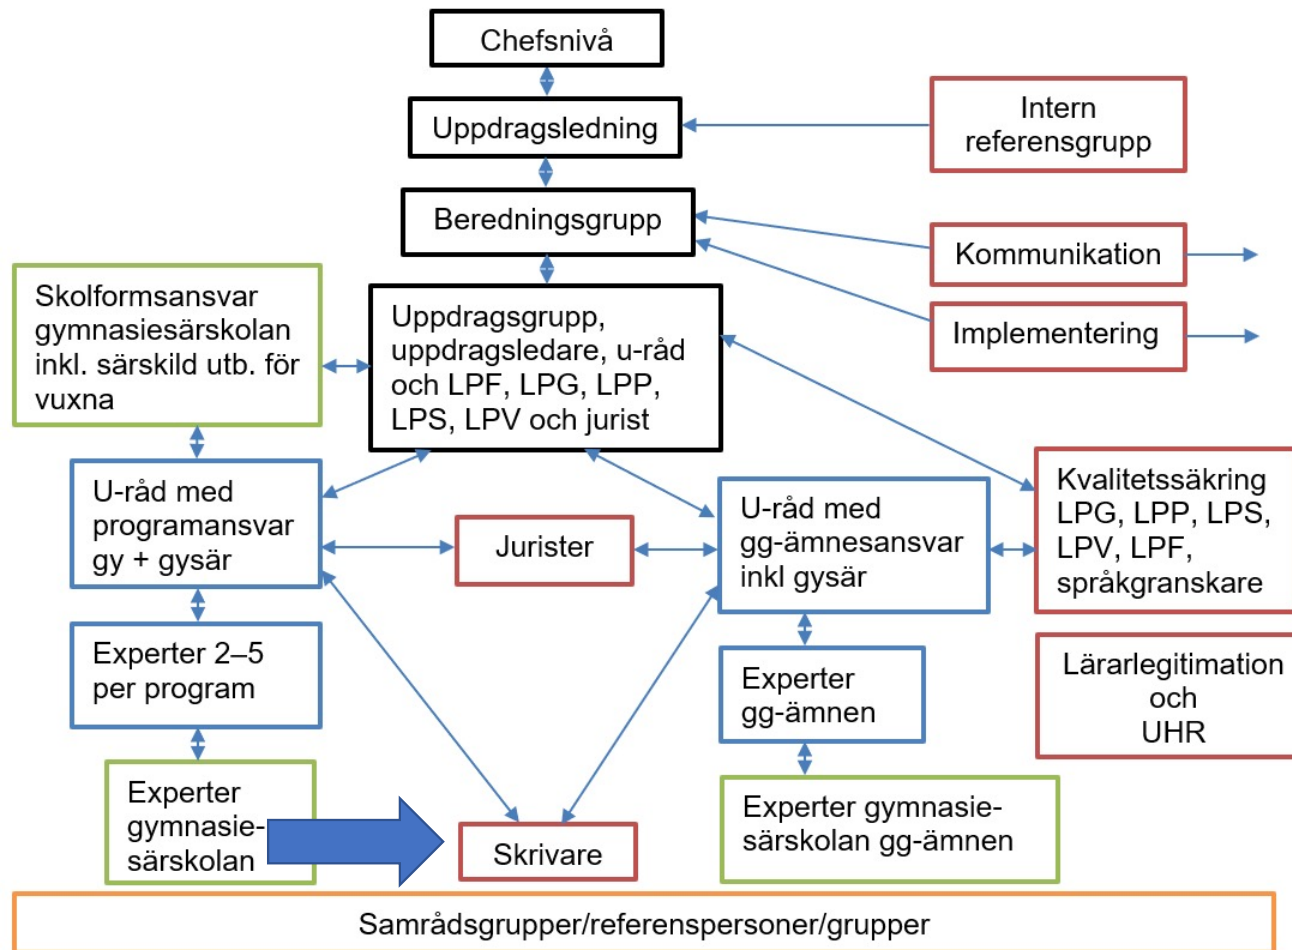 Chefsnivå
Uppdragsledning
Intern
referensgrupp
Beredningsgrupp
Kommunikation
Implementering
Skolformsansvar
gymnasiesärskolan
inkl. särskild utb. för
vuxna
Uppdragsgrupp,
uppdragsledare, u-råd
och LPF, LPG, LPP,
LPS, LPV och jurist
U-råd med
programansvar
gy + gysär
Jurister
U-råd med
gg-ämnesansvar
inkl gysär
Kvalitetssäkring
LPG, LPP, LPS,
LPV, LPF,
språkgranskare
Experter 2–5
per program
Experter
gg-ämnen
Lärarlegitimation
och
UHR
Experter
gymnasie-
särskolan
Skrivare
Experter gymnasie-
särskolan gg-ämnen
Samrådsgrupper/referenspersoner/grupper